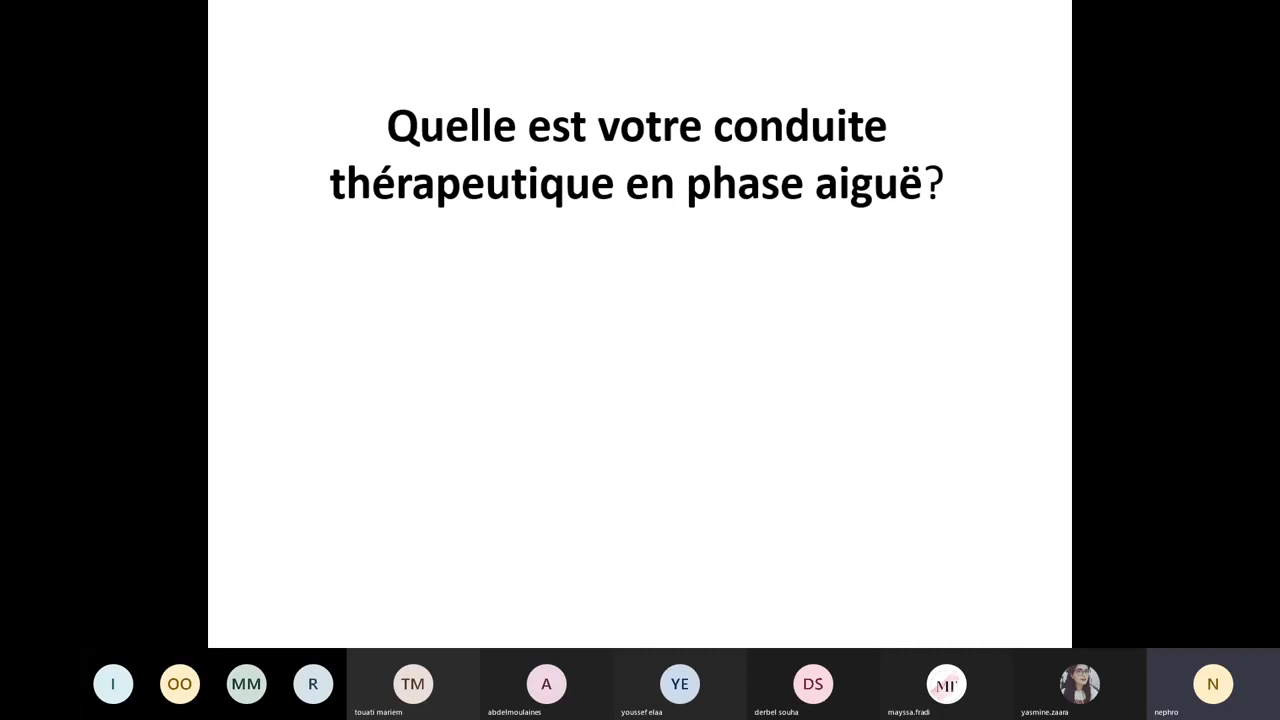 Quelle est votre conduite
thérapeutique en phase aiguë?
I
OO
MM
R
TM
A
YE
DS
MF
N
touati mariem
abdelmoulaines
youssef elaa
derbel souha
mayssa.fradi
yasmine.zaara
nephro